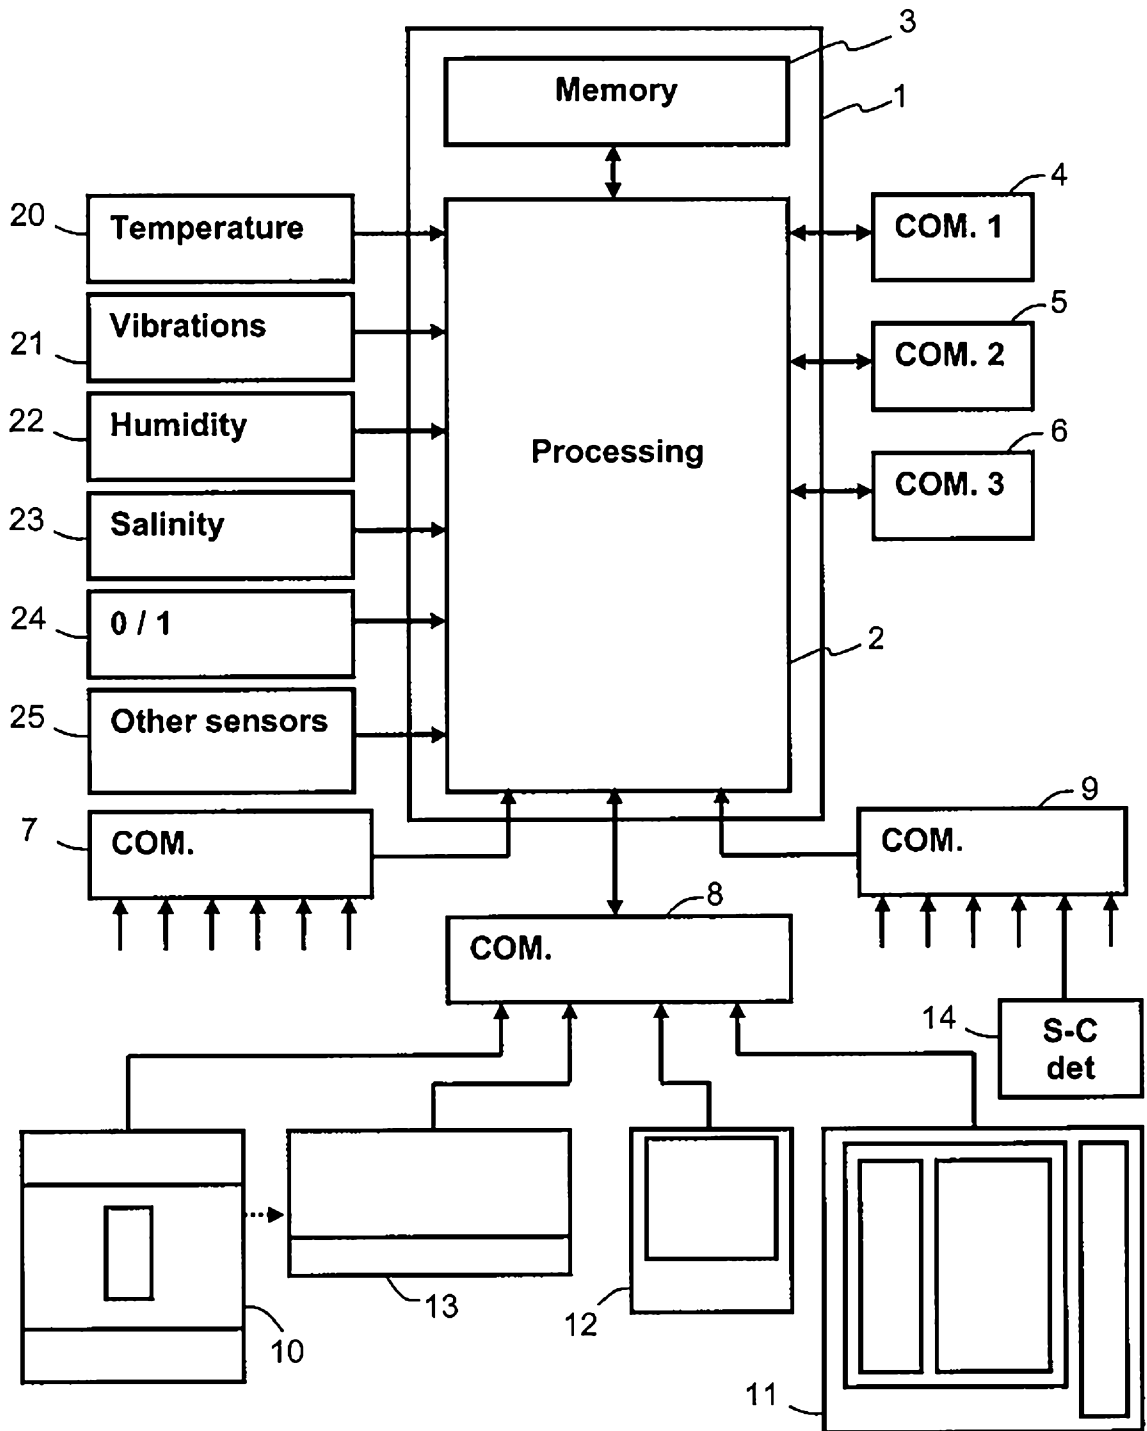 3
Memory
1
4
20
Temperature
COM. 1
5
21
Vibrations
COM. 2
22
Humidity
Processing
6
COM. 3
23
Salinity
24
0 / 1
2
25
Other sensors
7
COM.
9
COM.
8
COM.
14
S-C
det
10
13
12
11